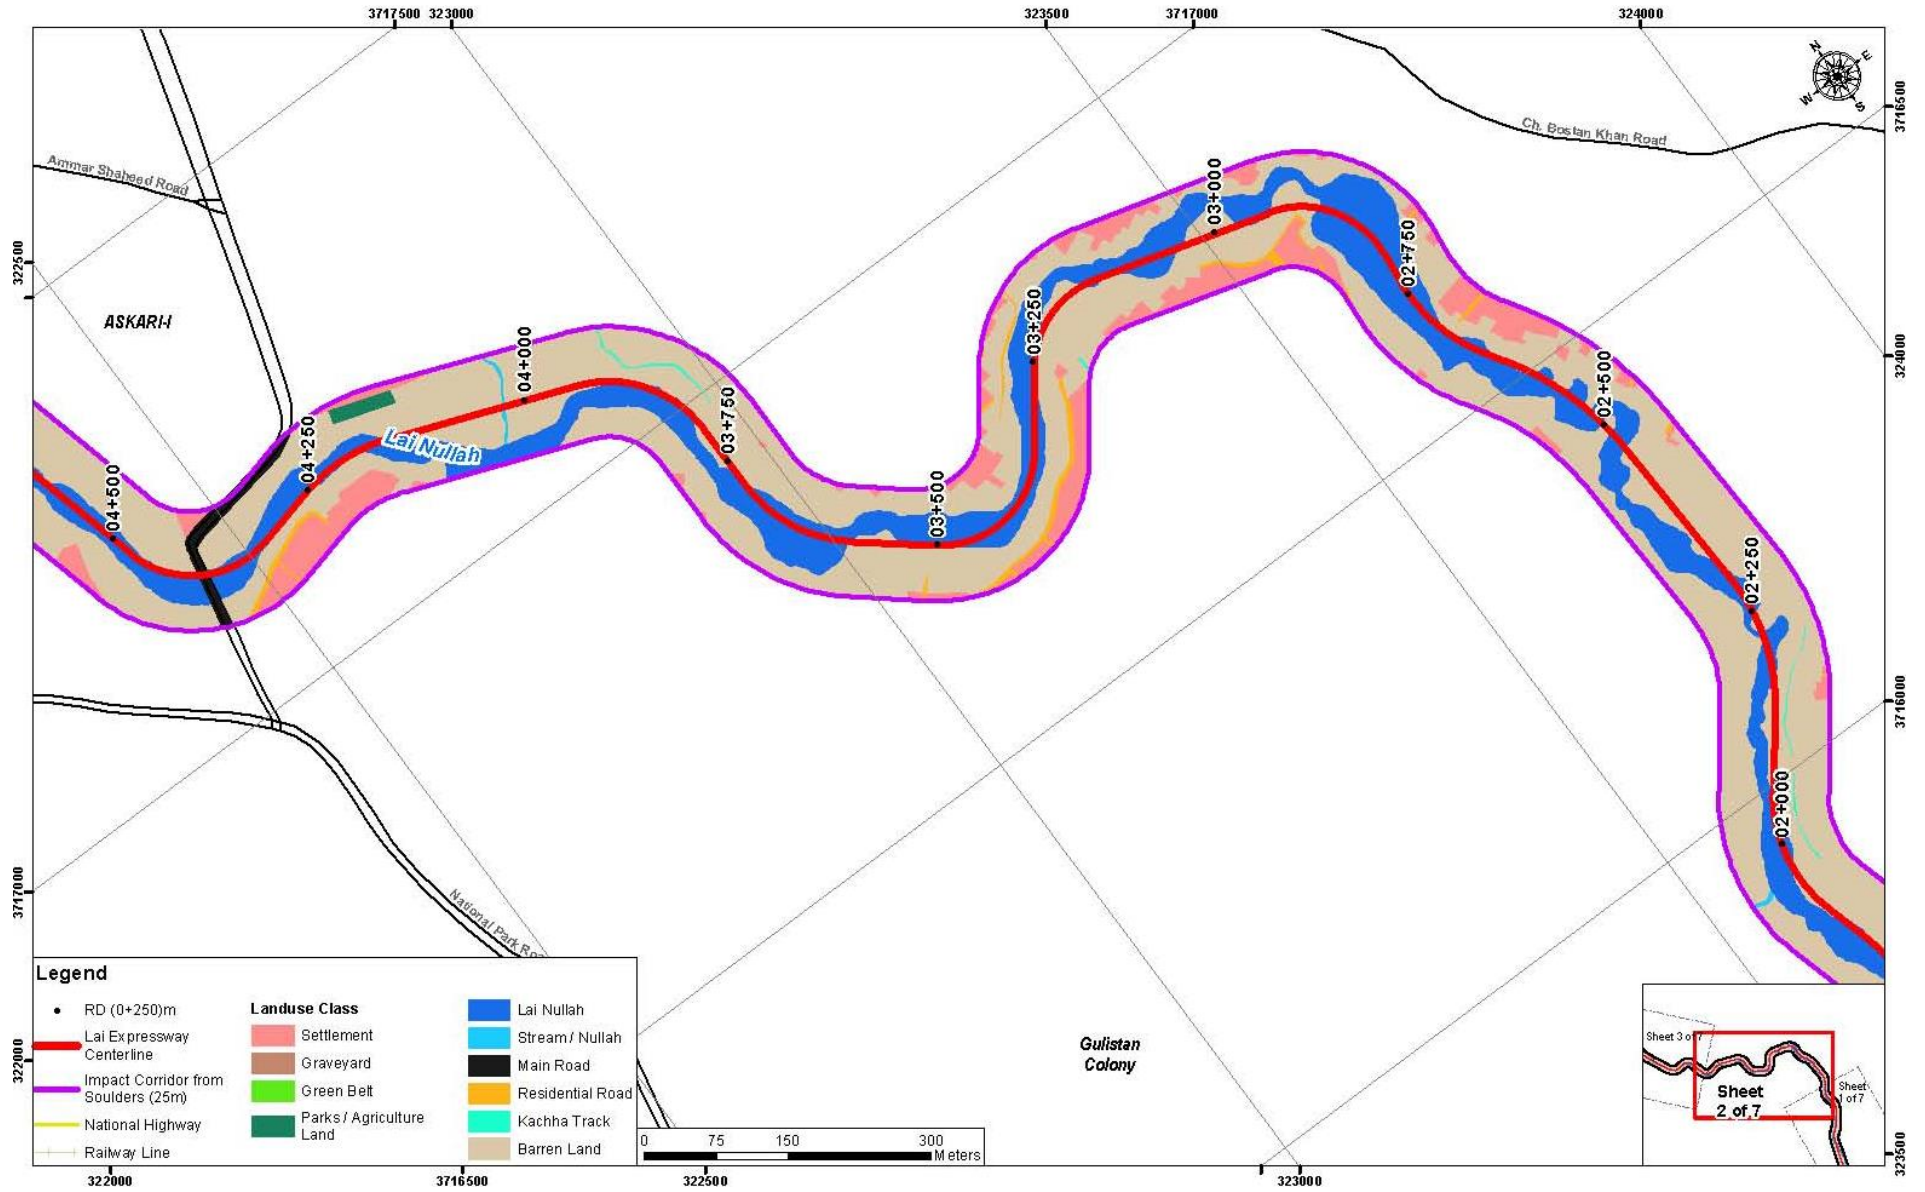 3717500 323000 323500 3717000 324000
N
E
W
S
3716500
Ch. Bostan Khan Road
Ammar Shaheed Road
322500
ASKARI-I
03+000
02+750
03+250
324000
04+000
02+500
03+750
04+250
Lai Nullah
04+500
03+500
02+250
3716000
02+000
3717000
National Park Roa
Legend
RD (0+250)m
Lai Expressway
Centerline
Impact Corridor from
Soulders (25m)
National Highway
Railway Line
Landuse Class
Settlement
Graveyard
Green Belt
Parks / Agriculture
Land
Lai Nullah
Stream / Nullah
Main Road
Residential Road
Kachha Track
Barren Land
322000
Gulistan
Colony
0 75 150 300
Meters
Sheet 3 of 7
Sheet
2 of 7
Sheet
1 of 7
323500
322000 3716500 322500 323000